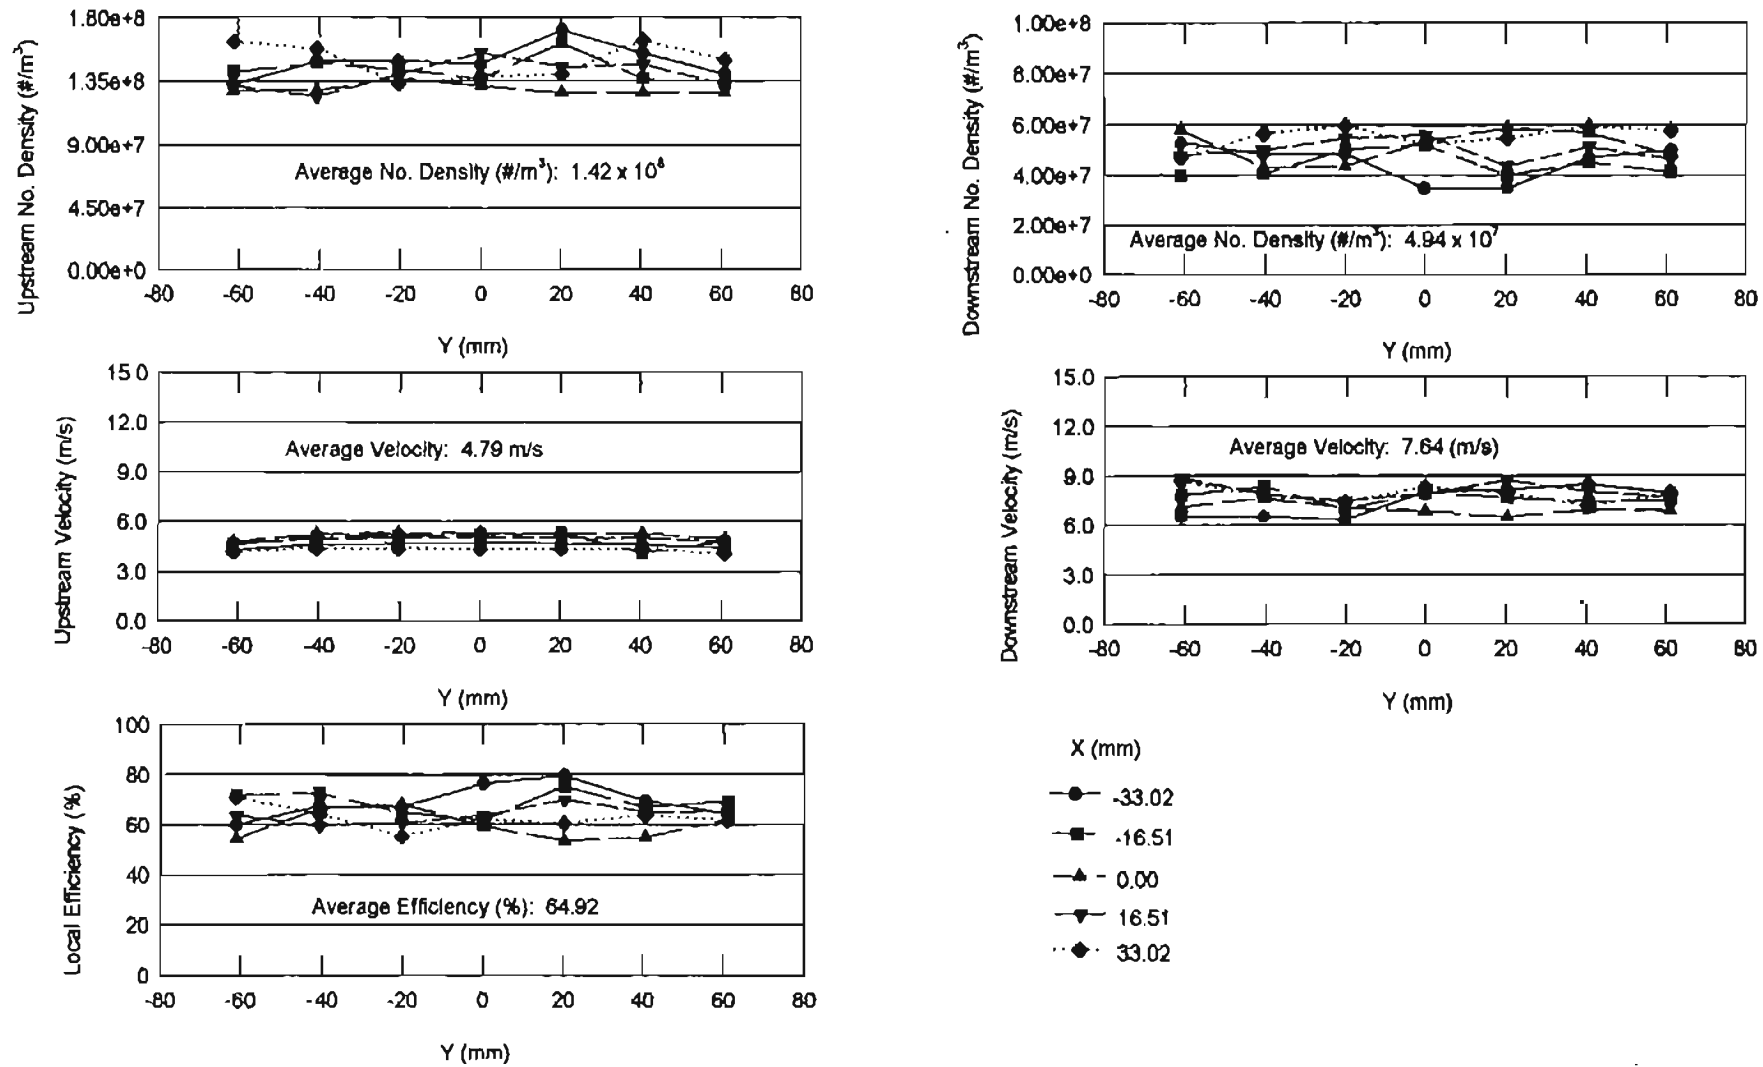 Upstream No. Density (#/m³)
1.80e+8
1.35e+8
9.00e+7
4.50e+7
0.00e+0
Average No. Density (#/m³): 1.42 x 10⁸
-80 -60 -40 -20 0 20 40 60 80
Y (mm)
Downstream No. Density (#/m³)
1.00e+8
8.00e+7
6.00e+7
4.00e+7
2.00e+7
0.00e+0
Average No. Density (#/m³): 4.94 x 10⁷
-80 -60 -40 -20 0 20 40 60 80
Y (mm)
Upstream Velocity (m/s)
15.0
12.0
9.0
6.0
3.0
0.0
Average Velocity: 4.79 m/s
-80 -60 -40 -20 0 20 40 60 80
Y (mm)
Downstream Velocity (m/s)
15.0
12.0
9.0
6.0
3.0
0.0
Average Velocity: 7.64 (m/s)
-80 -60 -40 -20 0 20 40 60 80
Y (mm)
Local Efficiency (%)
100
80
60
40
20
0
Average Efficiency (%): 64.92
-80 -60 -40 -20 0 20 40 60 80
Y (mm)
X (mm)
-33.02
-16.51
0.00
16.51
33.02